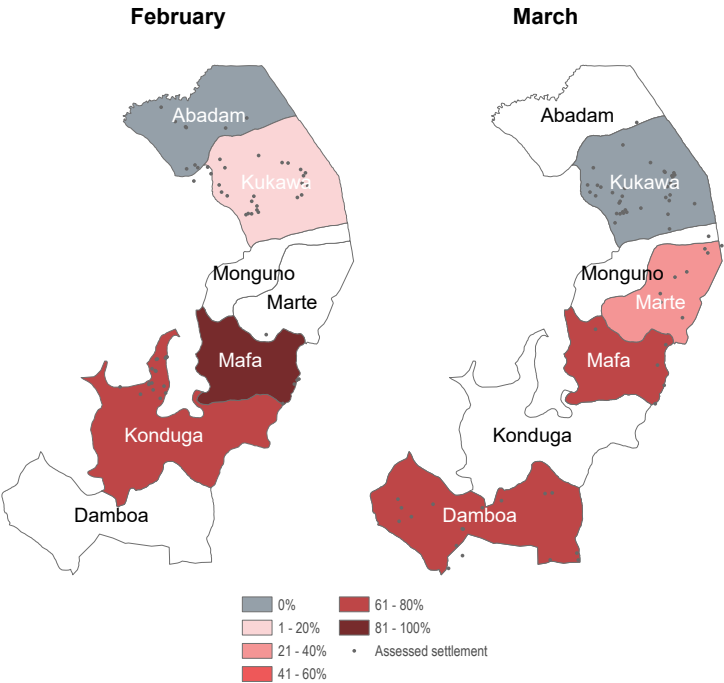 February
March
Abadam
Kukawa
Monguno
Marte
Mafa
Konduga
Damboa
Abadam
Kukawa
Monguno
Marte
Mafa
Konduga
Damboa
0%
1 - 20%
21 - 40%
41 - 60%
61 - 80%
81 - 100%
Assessed settlement